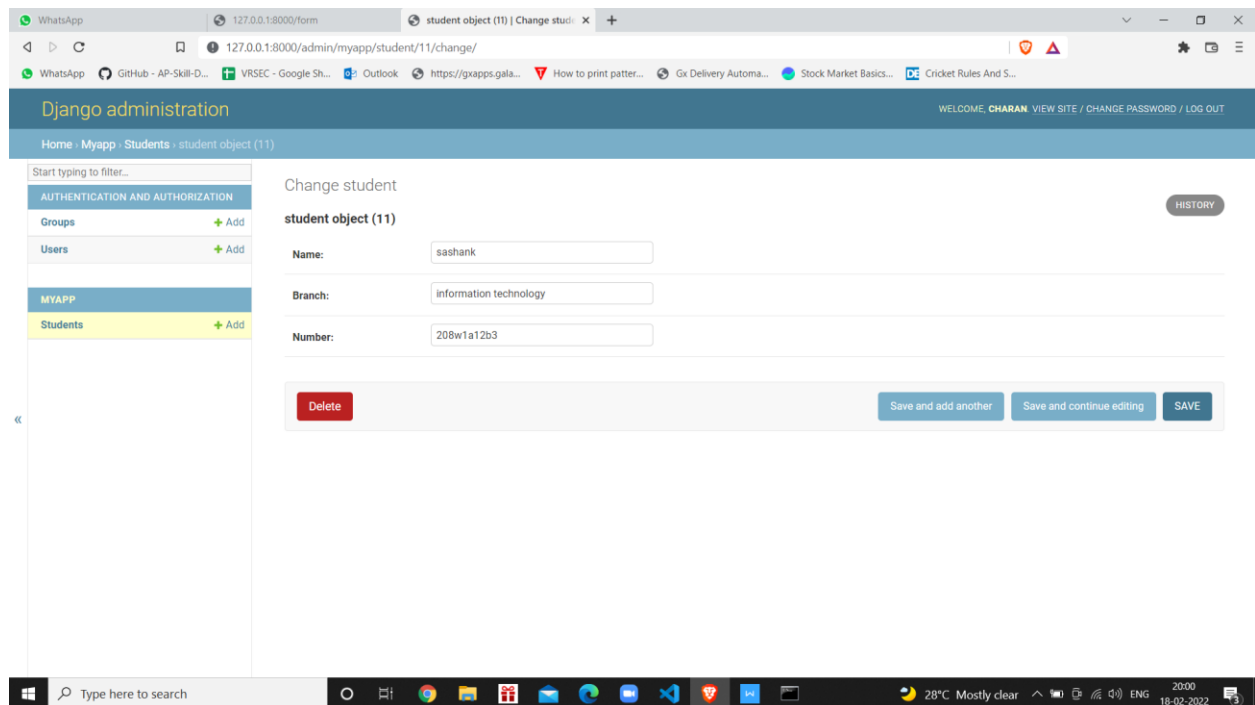 WhatsApp 127.0.0.1:8000/form student object (11) | Change stude
127.0.0.1:8000/admin/myapp/student/11/change/
WhatsApp GitHub - AP-Skill-D... VRSEC - Google Sh... Outlook https://gxapps.gala... How to print patter... Gx Delivery Automa... Stock Market Basics... Cricket Rules And S...
Django administration
WELCOME, CHARAN. VIEW SITE / CHANGE PASSWORD / LOG OUT
Home › Myapp › Students › student object (11)
Start typing to filter...
AUTHENTICATION AND AUTHORIZATION
Groups + Add
Users + Add
MYAPP
Students + Add
«
Change student
HISTORY
student object (11)
Name: sashank
Branch: information technology
Number: 208w1a12b3
Delete Save and add another Save and continue editing SAVE
Type here to search
28°C Mostly clear ENG
20:00
18-02-2022
3